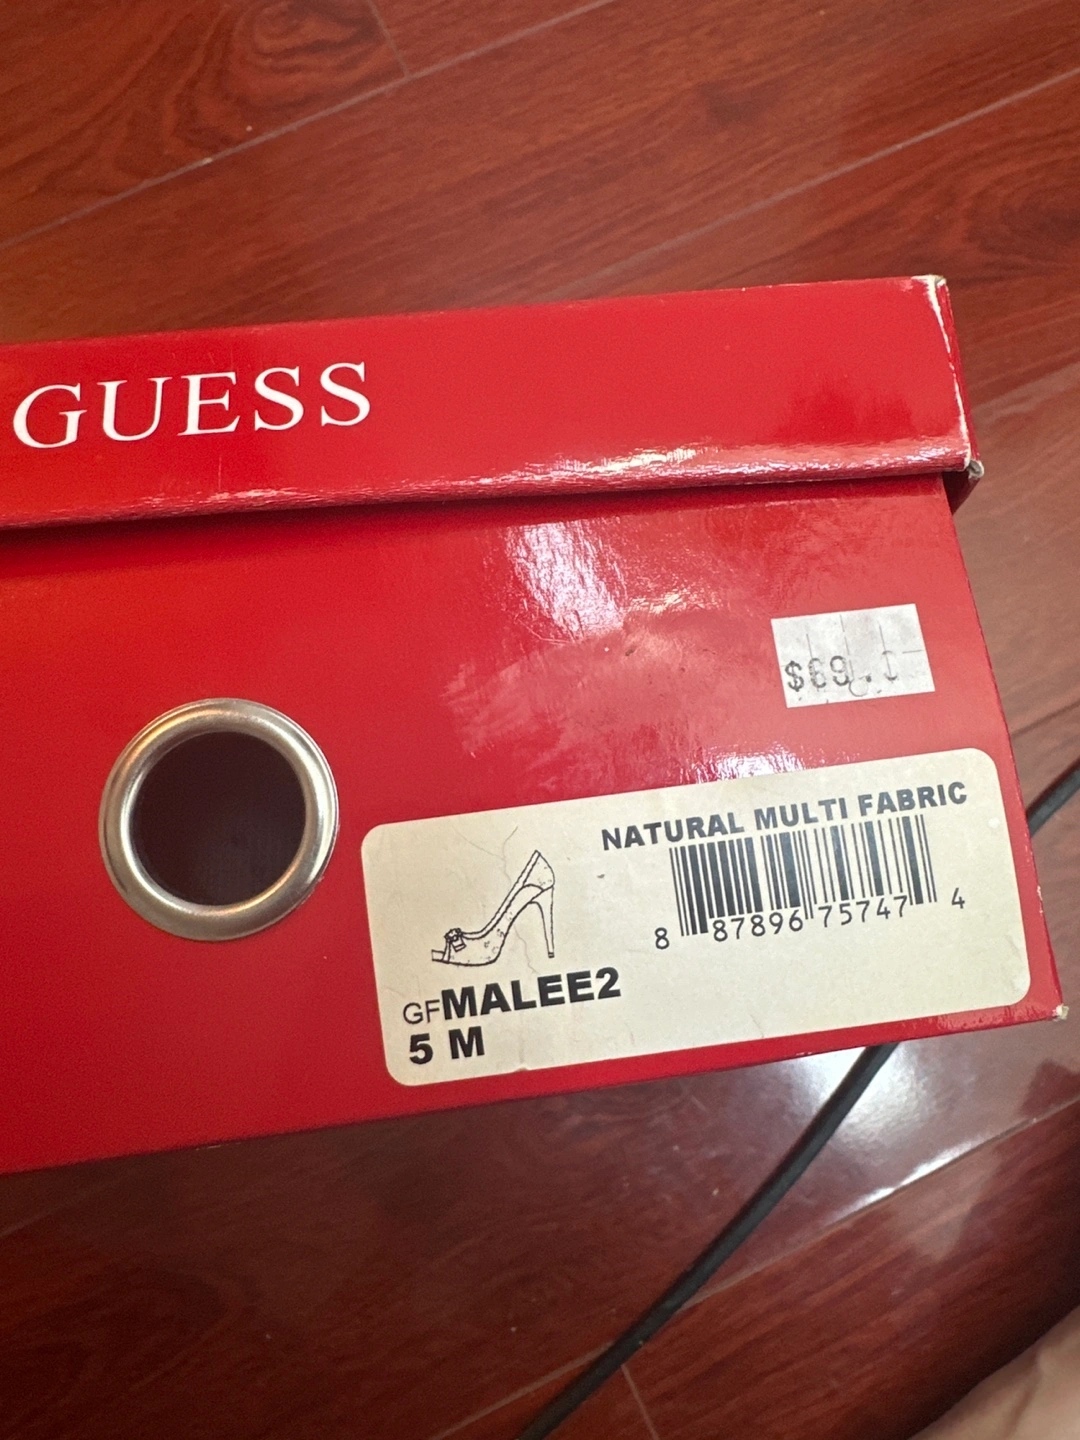 GUESS
$69.
NATURAL MULTI FABRIC
8 87896 75747 4
GFMALEE2
5 M